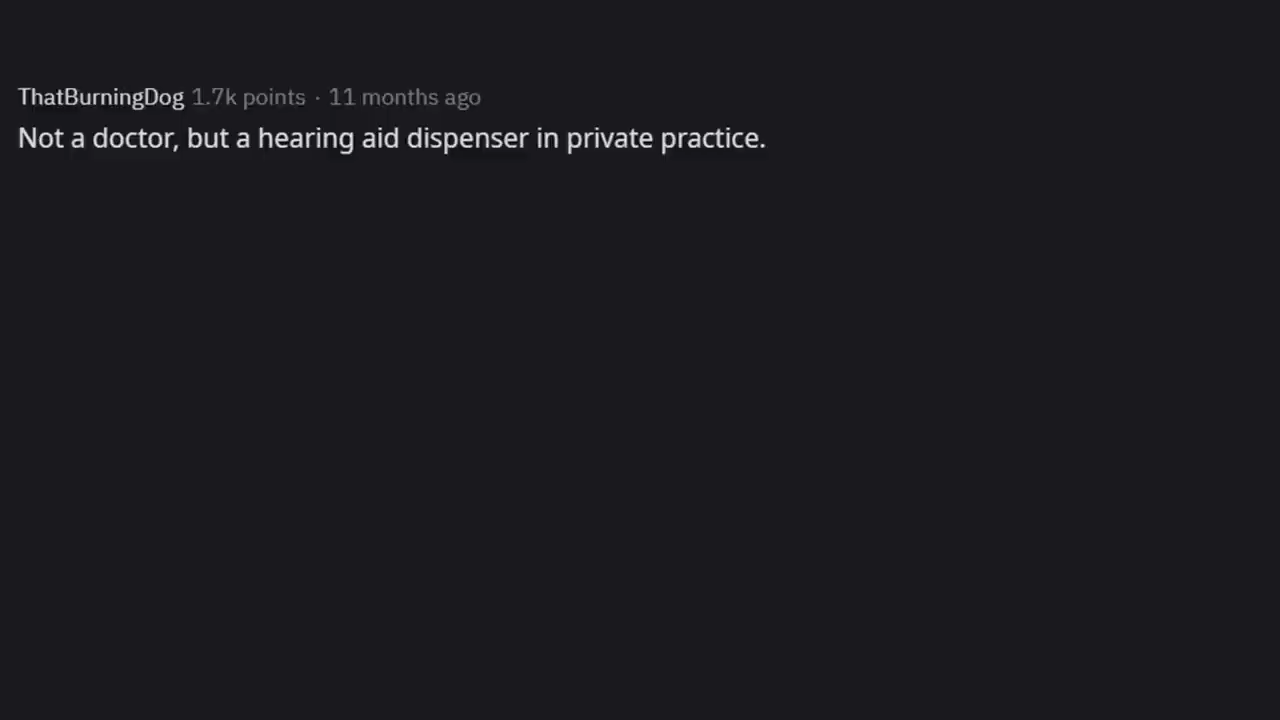 ThatBurningDog 1.7k points · 11 months ago
Not a doctor, but a hearing aid dispenser in private practice.